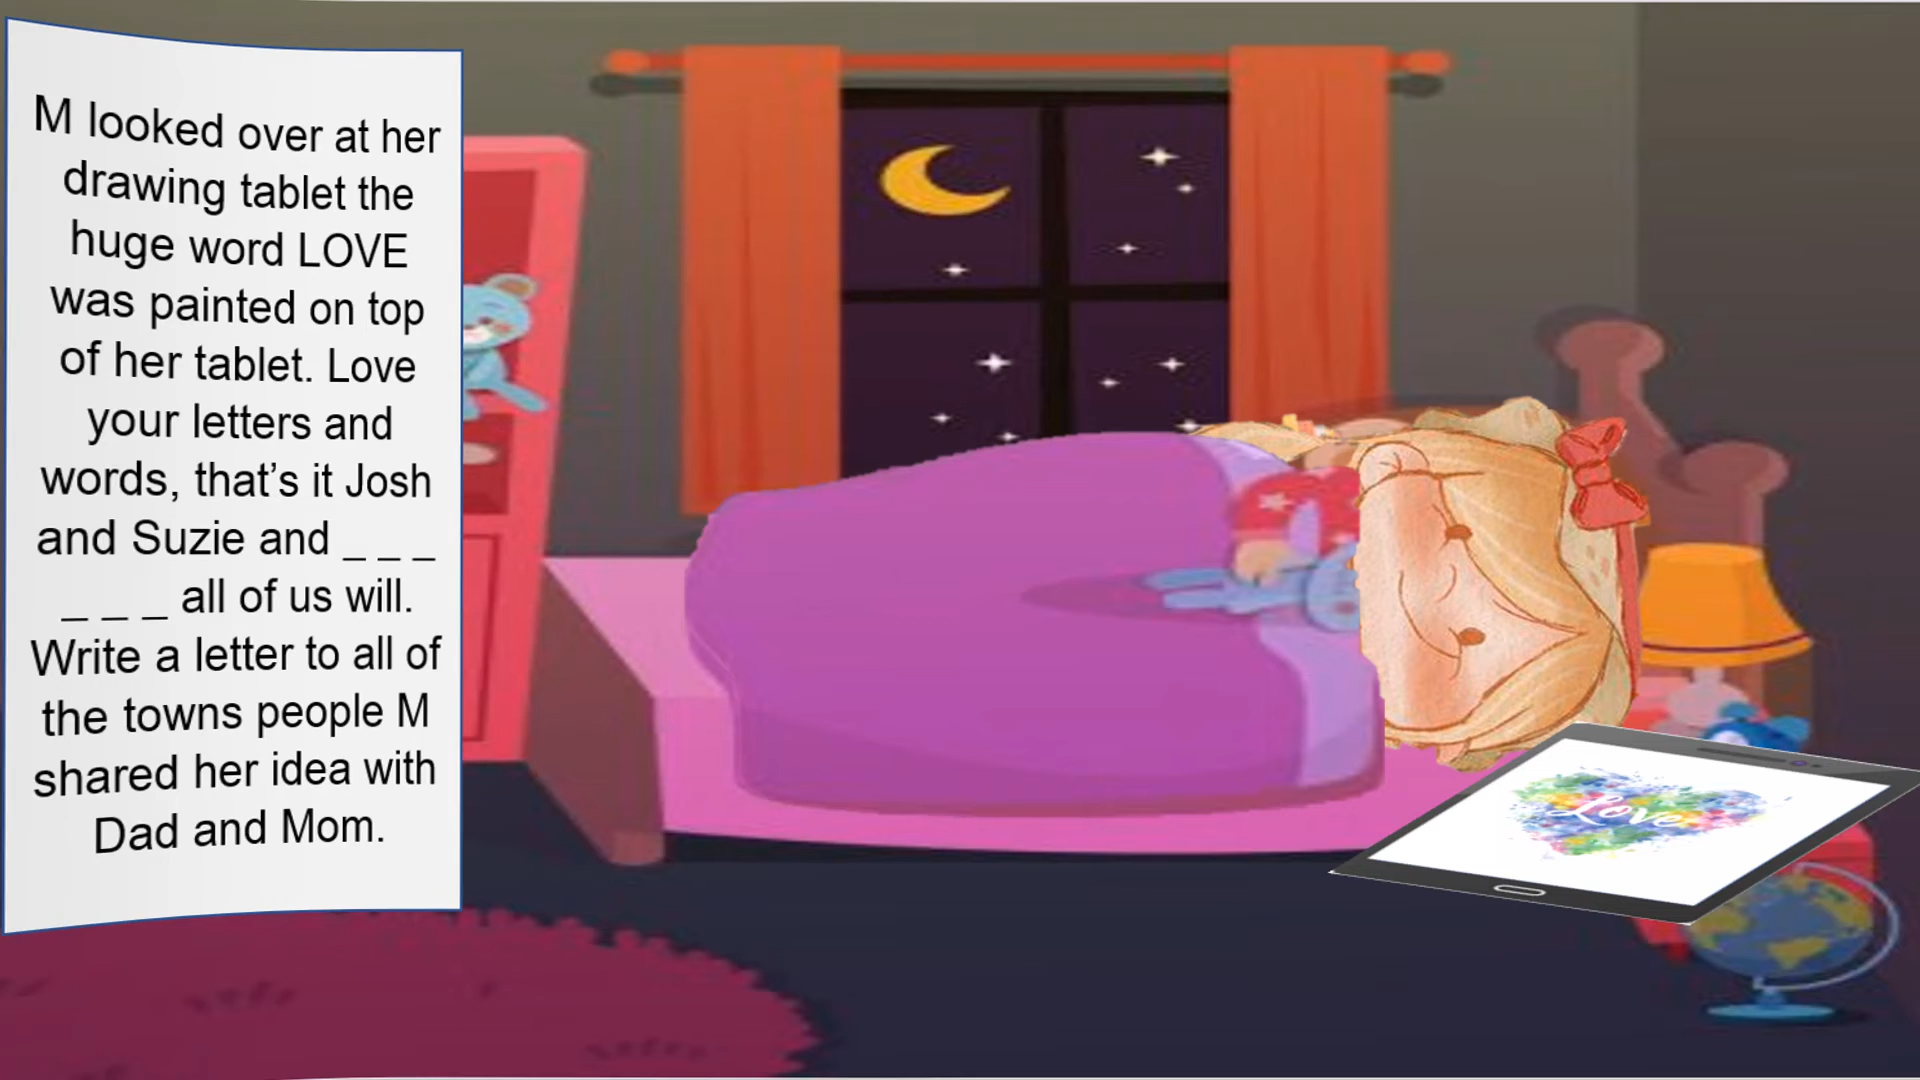 M looked over at her
drawing tablet the
huge word LOVE
was painted on top
of her tablet. Love
your letters and
words, that’s it Josh
and Suzie and _ _ _
_ _ _ all of us will.
Write a letter to all of
the towns people M
shared her idea with
Dad and Mom.
Love